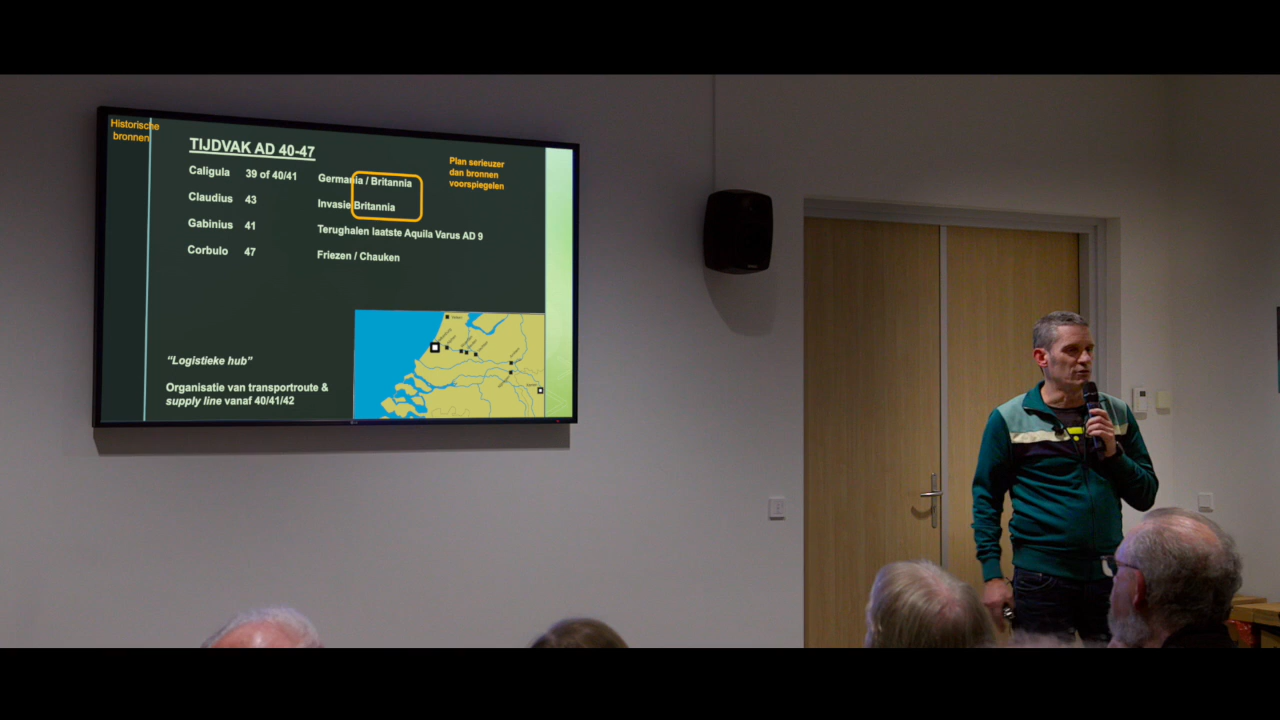 Historische
bronnen
TIJDVAK AD 40-47
Caligula 39 of 40/41 Germania / Britannia
Claudius 43 Invasie Britannia
Gabinius 41 Terughalen laatste Aquila Varus AD 9
Corbulo 47 Friezen / Chauken
Plan serieuzer
dan bronnen
voorspiegelen
“Logistieke hub”
Organisatie van transportroute &
supply line vanaf 40/41/42